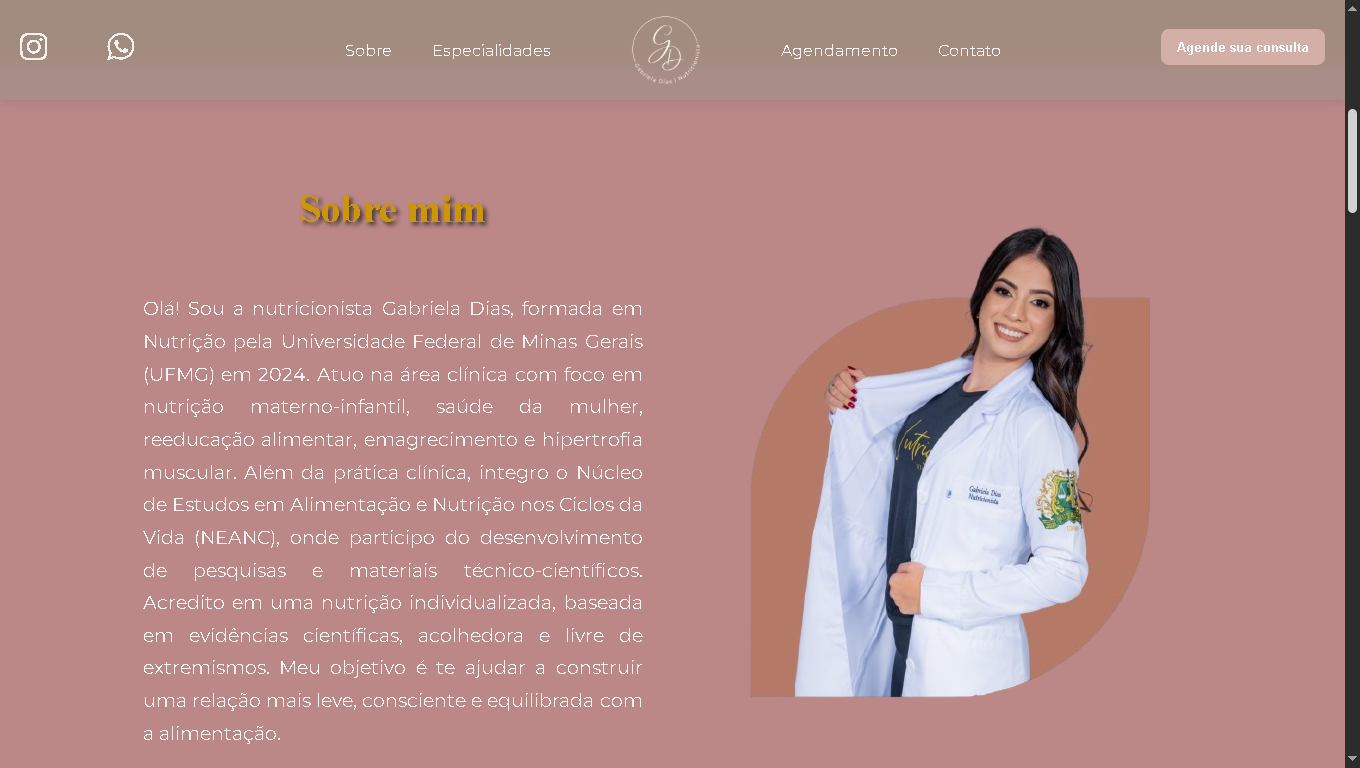 Sobre
Especialidades
GD
Gabriela Dias | Nutricionista
Agendamento
Contato
Agende sua consulta
Sobre mim
Olá! Sou a nutricionista Gabriela Dias, formada em
Nutrição pela Universidade Federal de Minas Gerais
(UFMG) em 2024. Atuo na área clínica com foco em
nutrição materno-infantil, saúde da mulher,
reeducação alimentar, emagrecimento e hipertrofia
muscular. Além da prática clínica, integro o Núcleo
de Estudos em Alimentação e Nutrição nos Ciclos da
Vida (NEANC), onde participo do desenvolvimento
de pesquisas e materiais técnico-científicos.
Acredito em uma nutrição individualizada, baseada
em evidências científicas, acolhedora e livre de
extremismos. Meu objetivo é te ajudar a construir
uma relação mais leve, consciente e equilibrada com
a alimentação.
Gabriela Dias
Nutricionista